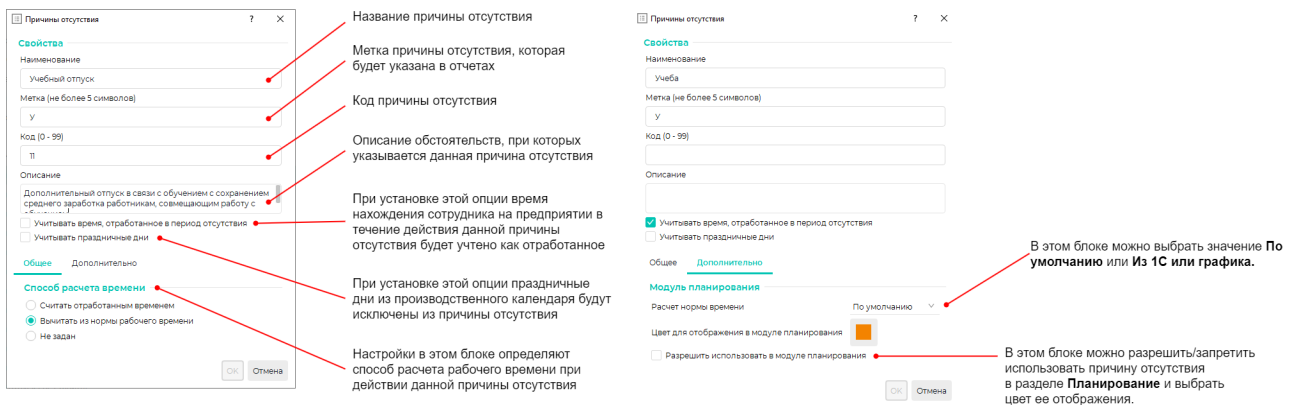 Причины отсутствия
?
×
Свойства
Наименование
Учебный отпуск
Метка (не более 5 символов)
У
Код (0 - 99)
11
Описание
Дополнительный отпуск в связи с обучением с сохранением
среднего заработка работникам, совмещающим работу с
Учитывать время, отработанное в период отсутствия
Учитывать праздничные дни
Общее Дополнительно
Способ расчета времени
Считать отработанным временем
Вычитать из нормы рабочего времени
Не задан
ОК Отмена
Название причины отсутствия
Метка причины отсутствия, которая
будет указана в отчетах
Код причины отсутствия
Описание обстоятельств, при которых
указывается данная причина отсутствия
При установке этой опции время
нахождения сотрудника на предприятии в
течение действия данной причины
отсутствия будет учтено как отработанное
При установке этой опции праздничные
дни из производственного календаря будут
исключены из причины отсутствия
Настройки в этом блоке определяют
способ расчета рабочего времени при
действии данной причины отсутствия
Причины отсутствия
?
×
Свойства
Наименование
Учеба
Метка (не более 5 символов)
У
Код (0 - 99)
Описание
Учитывать время, отработанное в период отсутствия
Учитывать праздничные дни
Общее Дополнительно
Модуль планирования
Расчет нормы времени По умолчанию
Цвет для отображения в модуле планирования
Разрешить использовать в модуле планирования
ОК Отмена
В этом блоке можно выбрать значение По
умолчанию или Из 1С или графика.
В этом блоке можно разрешить/запретить
использовать причину отсутствия
в разделе Планирование и выбрать
цвет ее отображения.